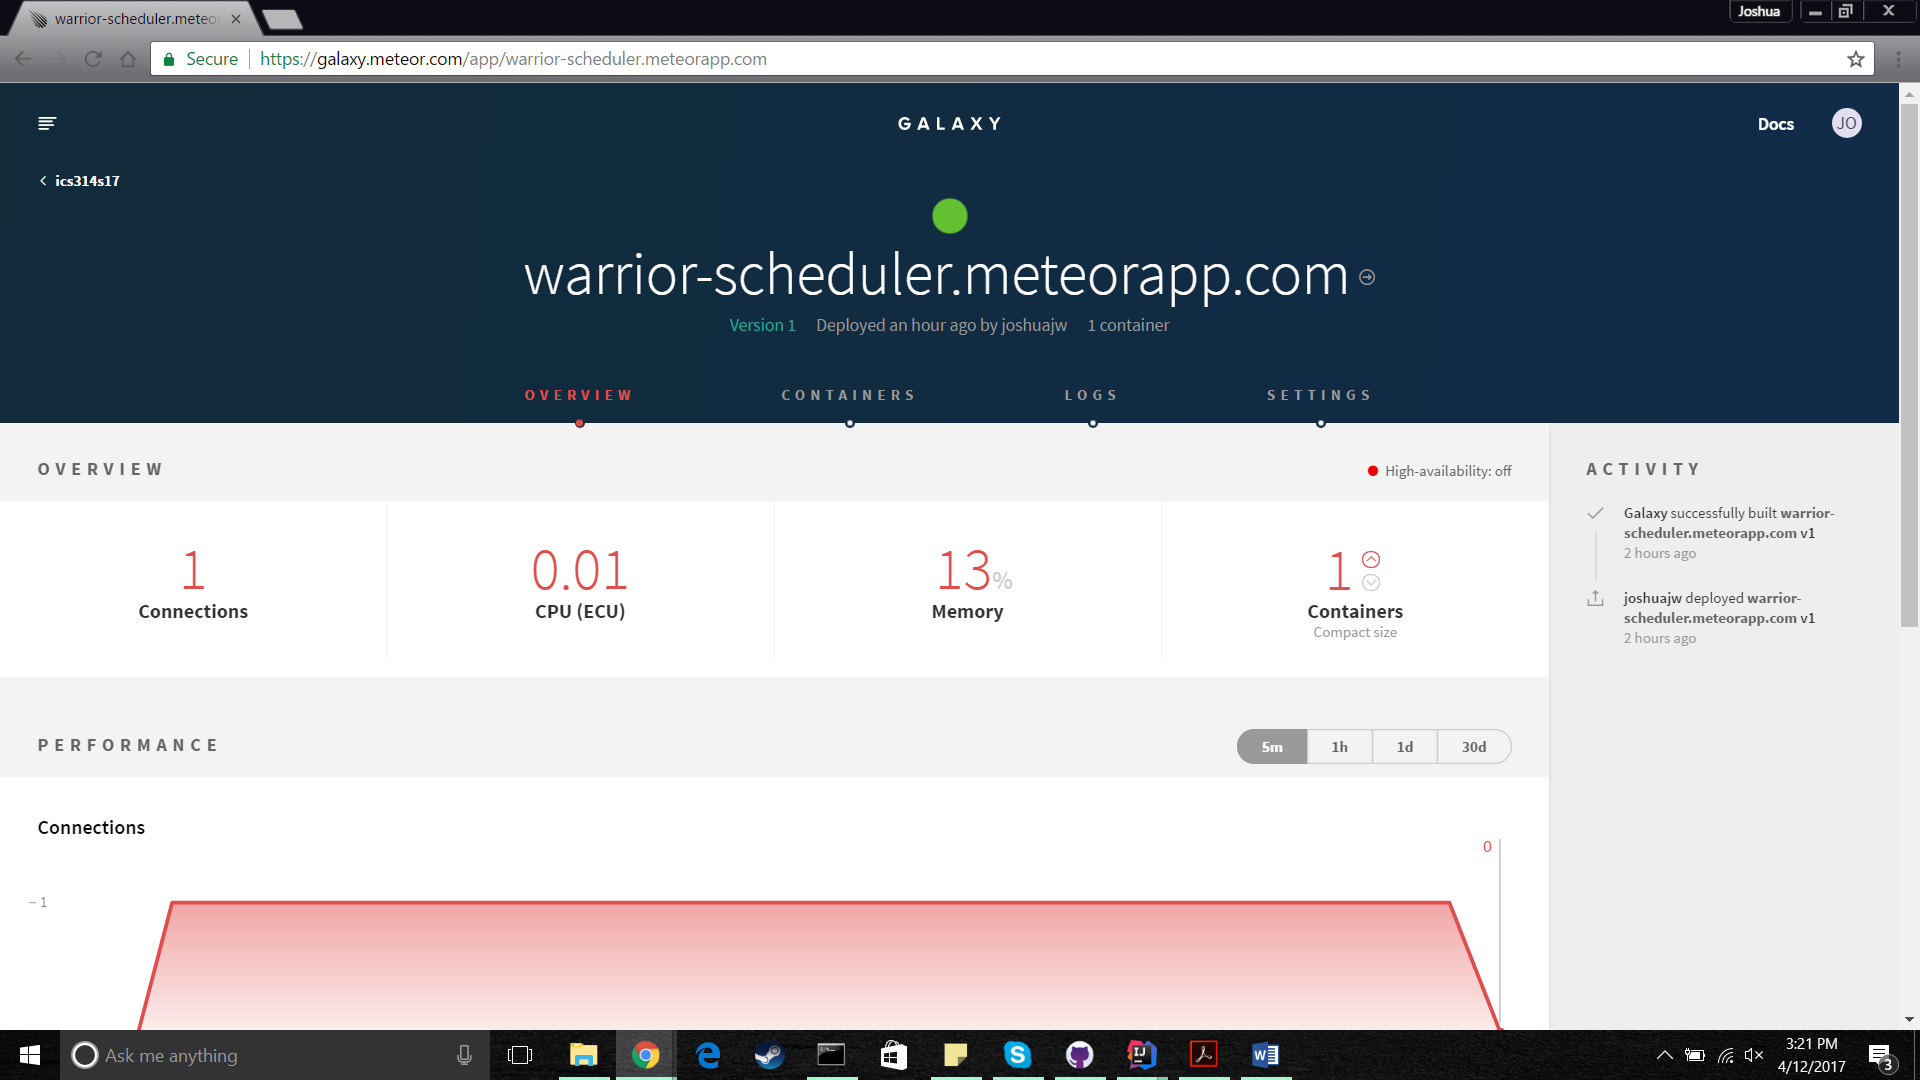 warrior-scheduler.meteo
Joshua
Secure
https://galaxy.meteor.com/app/warrior-scheduler.meteorapp.com
GALAXY
Docs
JO
ics314s17
warrior-scheduler.meteorapp.com
Version 1 Deployed an hour ago by joshuajw 1 container
OVERVIEW CONTAINERS LOGS SETTINGS
OVERVIEW
High-availability: off
1
Connections
0.01
CPU (ECU)
13%
Memory
1
Containers
Compact size
ACTIVITY
Galaxy successfully built warrior-
scheduler.meteorapp.com v1
2 hours ago
joshuajw deployed warrior-
scheduler.meteorapp.com v1
2 hours ago
PERFORMANCE
5m 1h 1d 30d
Connections
0
– 1
Ask me anything
3:21 PM
4/12/2017
3